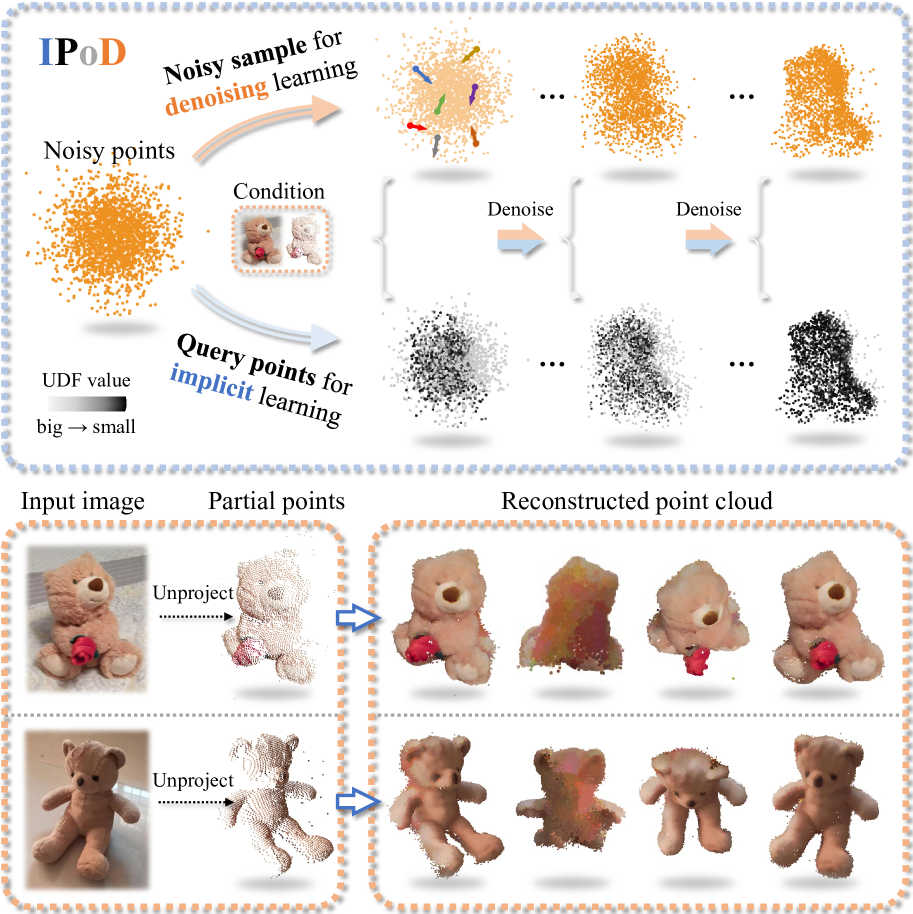 IPoD
Noisy sample for
denoising learning
Noisy points
Condition
Denoise
Denoise
Query points for
implicit learning
UDF value
big → small
...
...
...
...
Input image
Partial points
Reconstructed point cloud
Unproject
Unproject